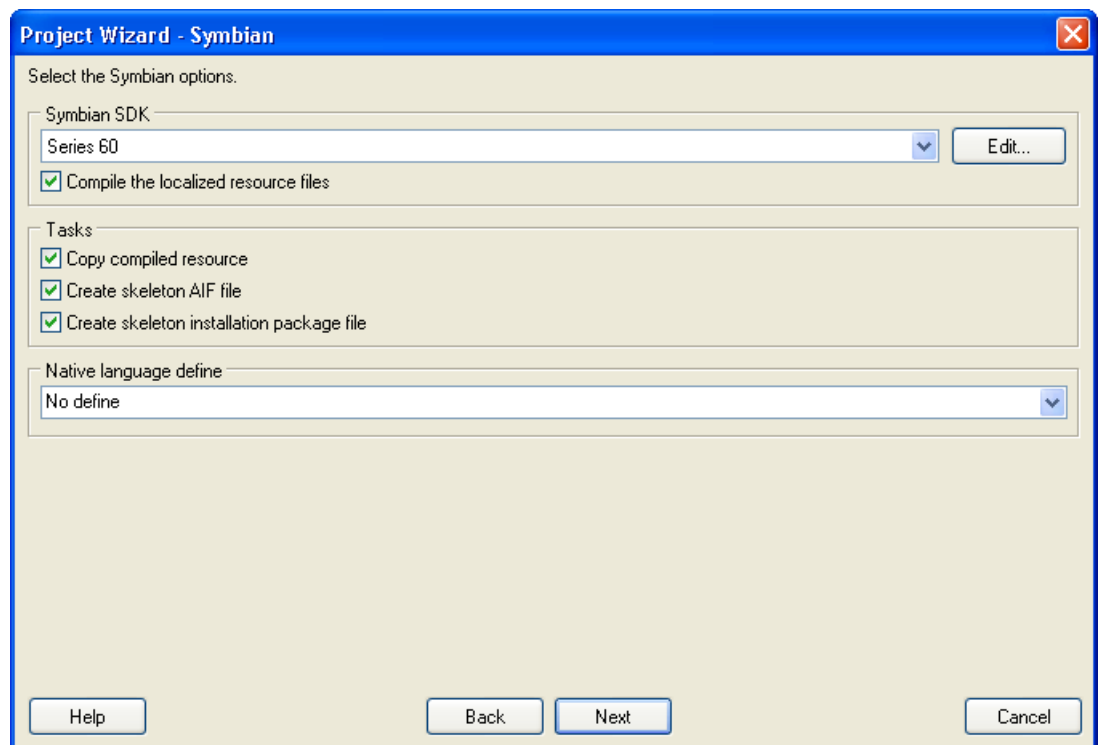 Project Wizard - Symbian
Select the Symbian options.
Symbian SDK
Series 60
Edit...
Compile the localized resource files
Tasks
Copy compiled resource
Create skeleton AIF file
Create skeleton installation package file
Native language define
No define
Help
Back
Next
Cancel